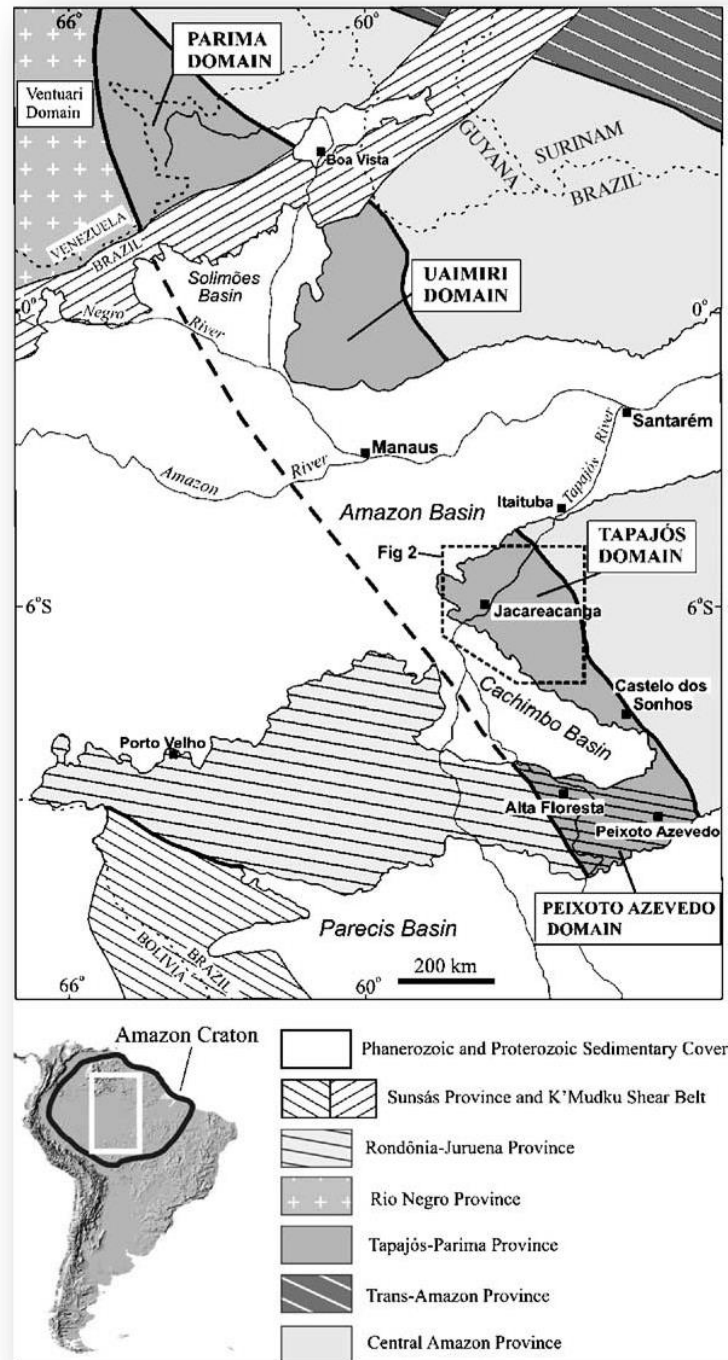 66°
60°
PARIMA
DOMAIN
Ventuari
Domain
Boa Vista
GUYANA
SURINAM
BRAZIL
VENEZUELA
BRAZIL
Solimões
Basin
UAIMIRI
DOMAIN
0°
0°
Negro
River
Santarém
Manaus
Amazon
River
Tapajós River
Itaituba
Amazon Basin
TAPAJÓS
DOMAIN
Fig 2
6°S
6°S
Jacareacanga
Castelo dos
Sonhos
Cachimbo Basin
Porto Velho
Alta Floresta
Peixoto Azevedo
PEIXOTO AZEVEDO
DOMAIN
Parecis Basin
BRAZIL
BOLIVIA
200 km
66°
60°
Amazon Craton
Phanerozoic and Proterozoic Sedimentary Cover
Sunsás Province and K'Mudku Shear Belt
Rondônia-Juruena Province
Rio Negro Province
Tapajós-Parima Province
Trans-Amazon Province
Central Amazon Province